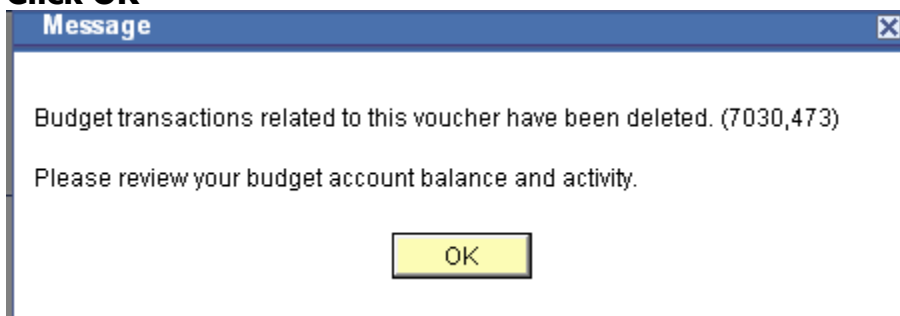 Click OK
Message
Budget transactions related to this voucher have been deleted. (7030,473)
Please review your budget account balance and activity.
OK